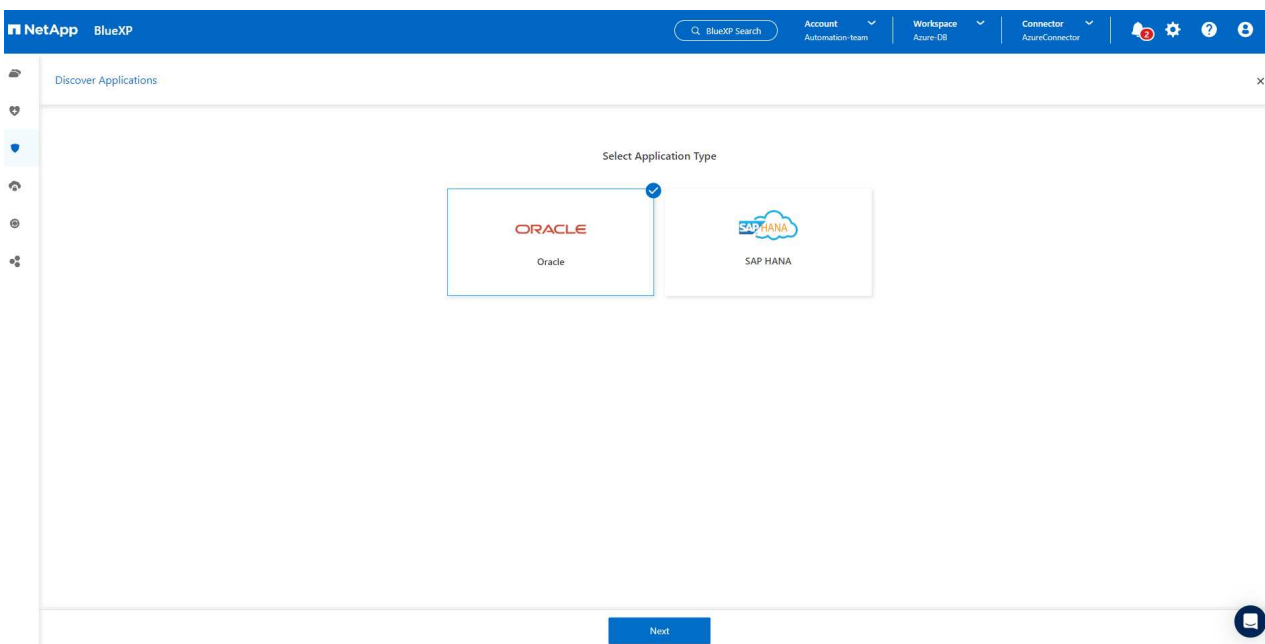 NetApp BlueXP
BlueXP Search
Account
Automation-team
Workspace
Azure-DB
Connector
AzureConnector
2
Discover Applications
Select Application Type
ORACLE
Oracle
SAP HANA
SAP HANA
Next